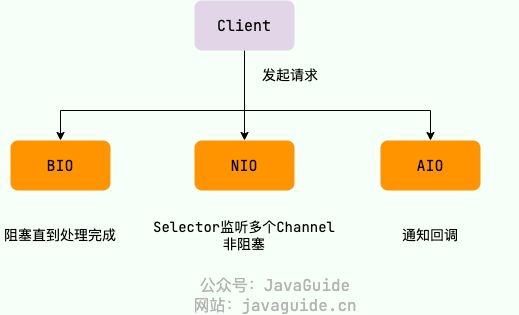 Client
发起请求
BIO
NIO
AIO
阻塞直到处理完成
Selector监听多个Channel
非阻塞
通知回调
公众号：JavaGuide
网站：javaguide.cn